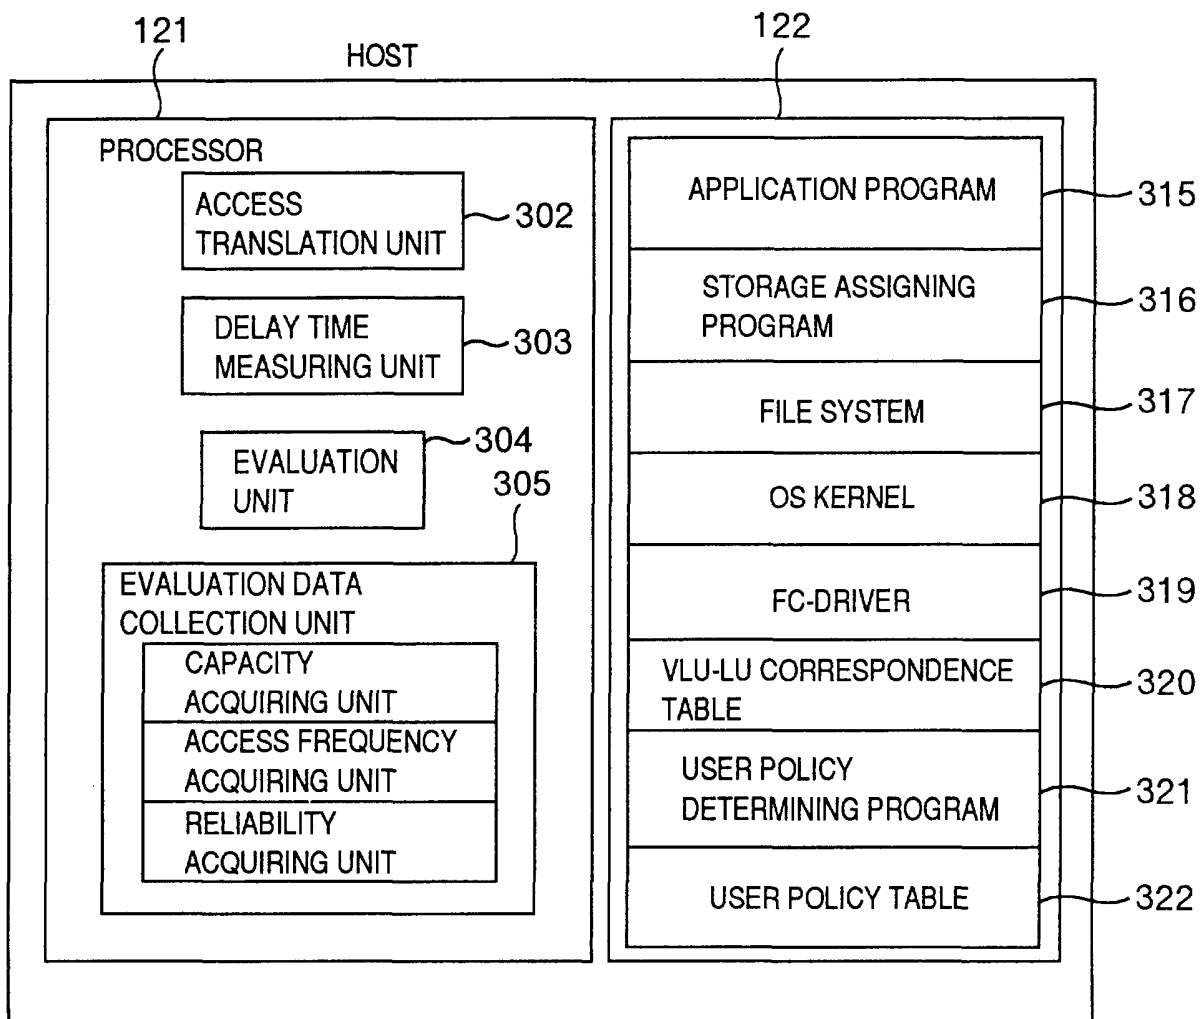 121
HOST
122
PROCESSOR
ACCESS
TRANSLATION UNIT
302
DELAY TIME
MEASURING UNIT
303
EVALUATION
UNIT
304
305
EVALUATION DATA
COLLECTION UNIT
CAPACITY
ACQUIRING UNIT
ACCESS FREQUENCY
ACQUIRING UNIT
RELIABILITY
ACQUIRING UNIT
APPLICATION PROGRAM
315
STORAGE ASSIGNING
PROGRAM
316
FILE SYSTEM
317
OS KERNEL
318
FC-DRIVER
319
VLU-LU CORRESPONDENCE
TABLE
320
USER POLICY
DETERMINING PROGRAM
321
USER POLICY TABLE
322